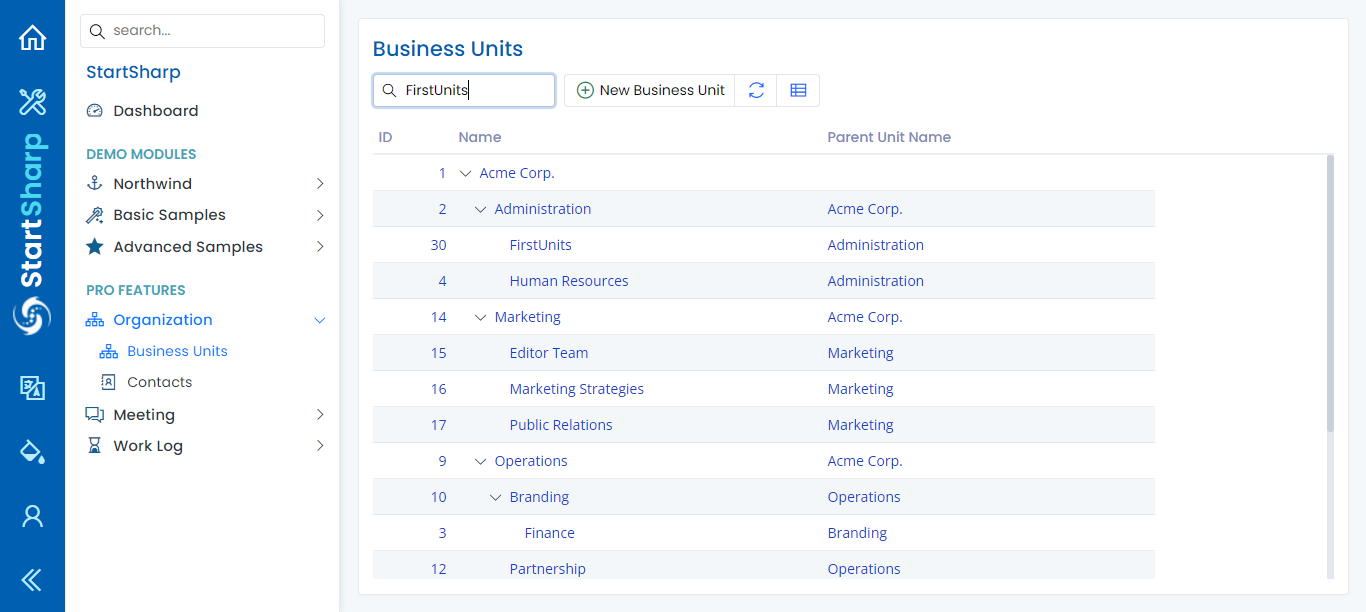 StartSharp
search...
StartSharp
Dashboard
DEMO MODULES
Northwind
Basic Samples
Advanced Samples
PRO FEATURES
Organization
Business Units
Contacts
Meeting
Work Log
Business Units
FirstUnits
New Business Unit
ID Name Parent Unit Name
1 Acme Corp.
2 Administration Acme Corp.
30 FirstUnits Administration
4 Human Resources Administration
14 Marketing Acme Corp.
15 Editor Team Marketing
16 Marketing Strategies Marketing
17 Public Relations Marketing
9 Operations Acme Corp.
10 Branding Operations
3 Finance Branding
12 Partnership Operations